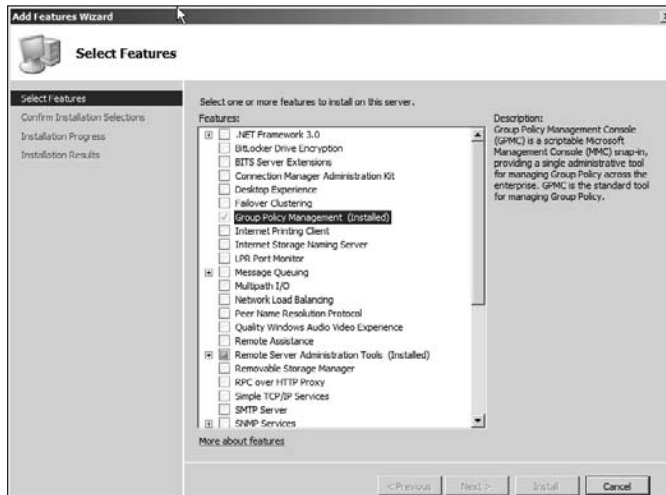 Add Features Wizard
Select Features
Select Features
Confirm Installation Selections
Installation Progress
Installation Results
Select one or more features to install on this server.
Features:
.NET Framework 3.0
BitLocker Drive Encryption
BITS Server Extensions
Connection Manager Administration Kit
Desktop Experience
Failover Clustering
Group Policy Management (Installed)
Internet Printing Client
Internet Storage Naming Server
LPR Port Monitor
Message Queuing
Multipath I/O
Network Load Balancing
Peer Name Resolution Protocol
Quality Windows Audio Video Experience
Remote Assistance
Remote Server Administration Tools (Installed)
Removable Storage Manager
RPC over HTTP Proxy
Simple TCP/IP Services
SMTP Server
SNMP Services
More about features
Description:
Group Policy Management Console
(GPMC) is a scriptable Microsoft
Management Console (MMC) snap-in,
providing a single administrative tool
for managing Group Policy across the
enterprise. GPMC is the standard tool
for managing Group Policy.
< Previous
Next >
Install
Cancel